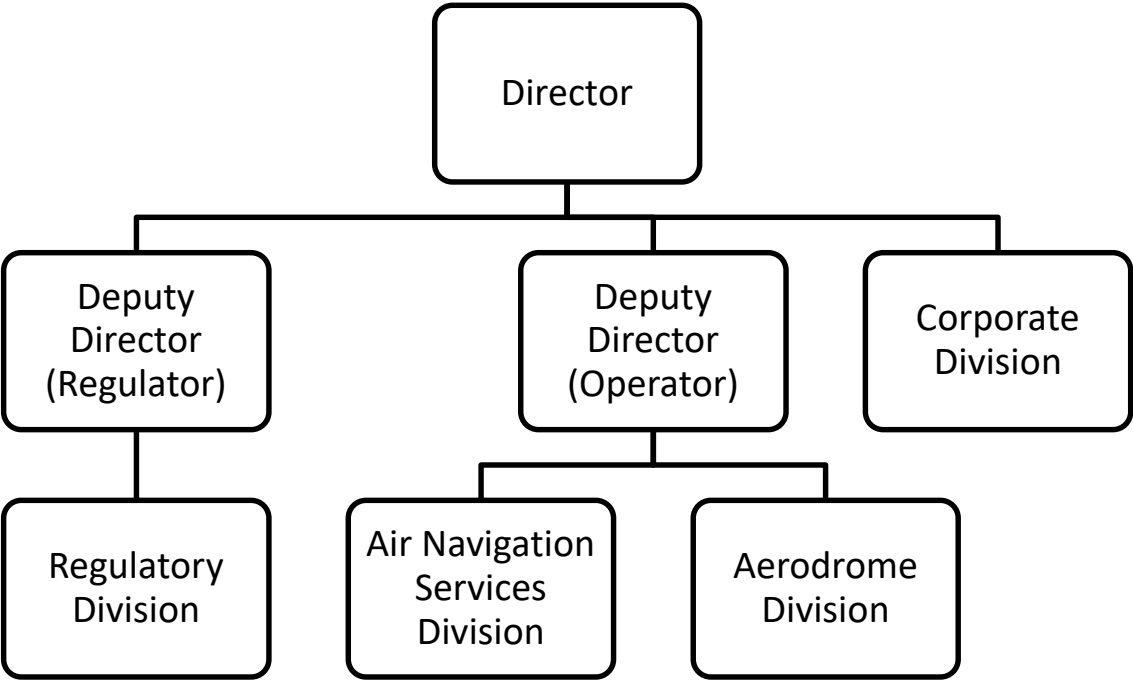 Director
Deputy
Director
(Regulator)
Deputy
Director
(Operator)
Corporate
Division
Regulatory
Division
Air Navigation
Services
Division
Aerodrome
Division